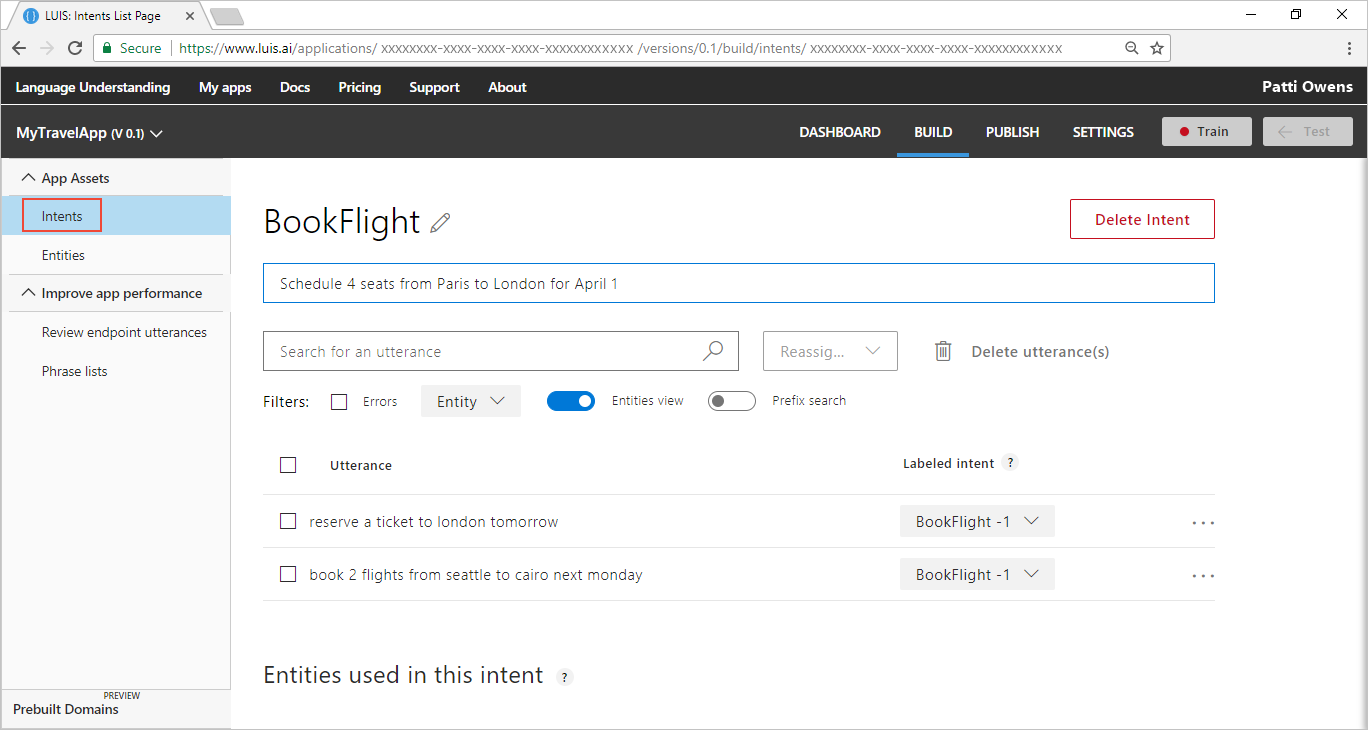 LUIS: Intents List Page
Secure https://www.luis.ai/applications/ xxxxxxxx-xxxx-xxxx-xxxx-xxxxxxxxxxxx /versions/0.1/build/intents/ xxxxxxxx-xxxx-xxxx-xxxx-xxxxxxxxxxxx
Language Understanding My apps Docs Pricing Support About Patti Owens
MyTravelApp (V 0.1) DASHBOARD BUILD PUBLISH SETTINGS Train Test
App Assets
Intents
Entities
Improve app performance
Review endpoint utterances
Phrase lists
PREVIEW
Prebuilt Domains
BookFlight
Delete Intent
Schedule 4 seats from Paris to London for April 1
Search for an utterance Reassig... Delete utterance(s)
Filters: Errors Entity Entities view Prefix search
Utterance Labeled intent ?
reserve a ticket to london tomorrow BookFlight -1 ...
book 2 flights from seattle to cairo next monday BookFlight -1 ...
Entities used in this intent ?